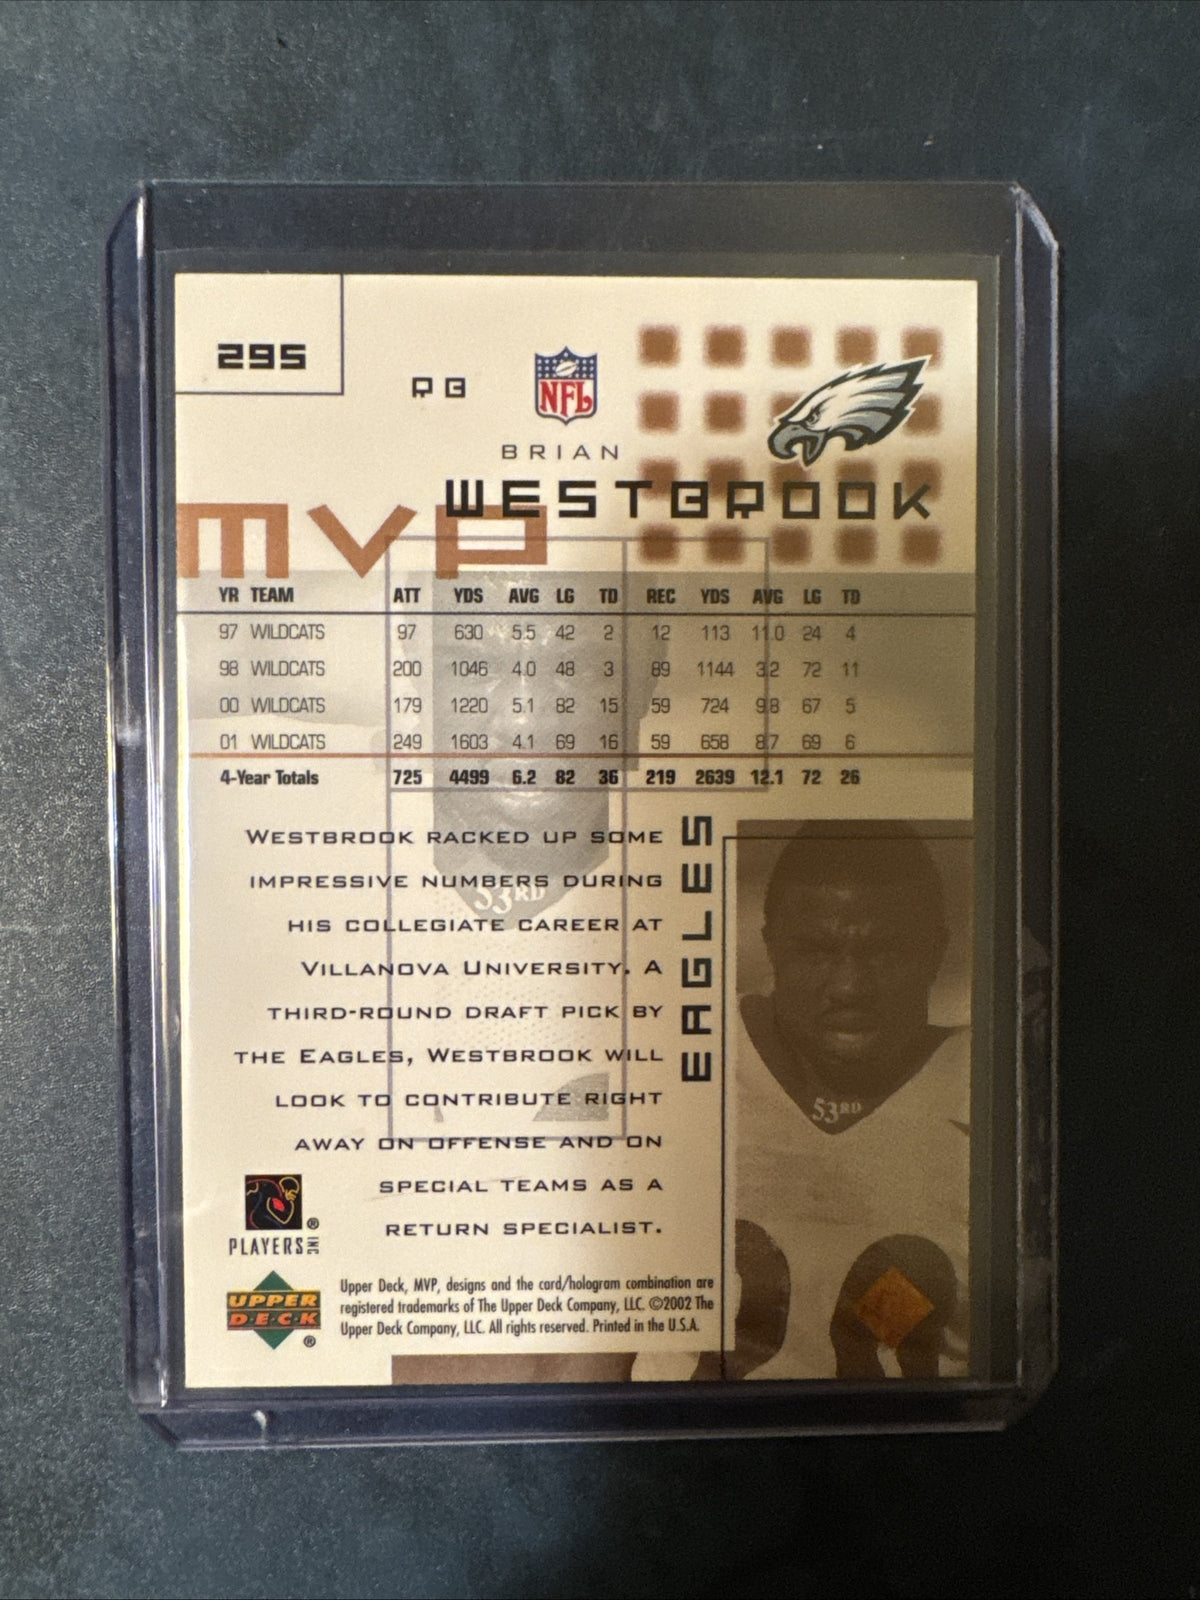 295
RB
NFL
BRIAN
WESTBROOK
MVP
YR TEAM ATT YDS AVG LG TD REC YDS AVG LG TD
97 WILDCATS 97 630 5.5 42 2 12 113 11.0 24 4
98 WILDCATS 200 1046 4.0 48 3 89 1144 3.2 72 11
00 WILDCATS 179 1220 5.1 82 15 59 724 9.8 67 5
01 WILDCATS 249 1603 4.1 69 16 59 658 8.7 69 6
4-Year Totals 725 4499 6.2 82 36 219 2639 12.1 72 26
WESTBROOK RACKED UP SOME
IMPRESSIVE NUMBERS DURING
HIS COLLEGIATE CAREER AT
VILLANOVA UNIVERSITY. A
THIRD-ROUND DRAFT PICK BY
THE EAGLES, WESTBROOK WILL
LOOK TO CONTRIBUTE RIGHT
AWAY ON OFFENSE AND ON
SPECIAL TEAMS AS A
RETURN SPECIALIST.
EAGLES
53RD
53RD
PLAYERS INC ®
UPPER
D·E·C·K ®
Upper Deck, MVP, designs and the card/hologram combination are
registered trademarks of The Upper Deck Company, LLC. ©2002 The
Upper Deck Company, LLC. All rights reserved. Printed in the U.S.A.